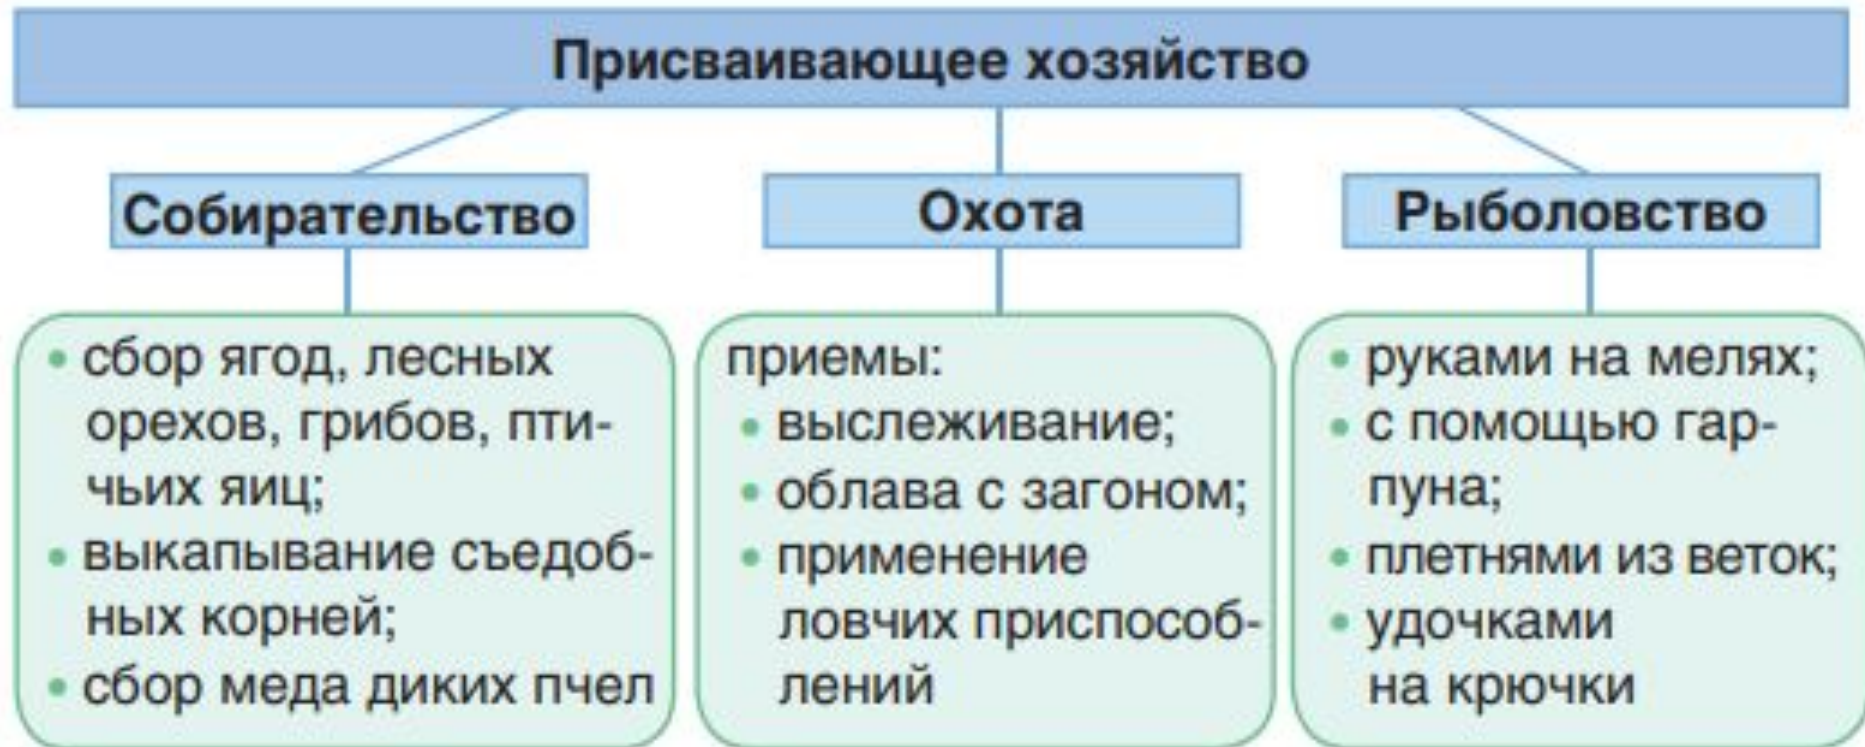 Присваивающее хозяйство
Собирательство
• сбор ягод, лесных
орехов, грибов, пти-
чьих яиц;
• выкапывание съедоб-
ных корней;
• сбор меда диких пчел
Охота
приемы:
• выслеживание;
• облава с загоном;
• применение
ловчих приспособ-
лений
Рыболовство
• руками на мелях;
• с помощью гар-
пуна;
• плетнями из веток;
• удочками
на крючки